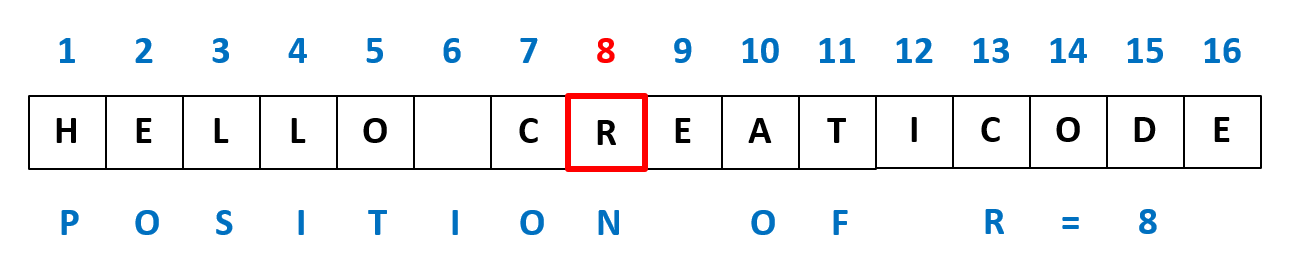 1 2 3 4 5 6 7 8 9 10 11 12 13 14 15 16
H E L L O   C R E A T I C O D E
P O S I T I O N   O F   R = 8